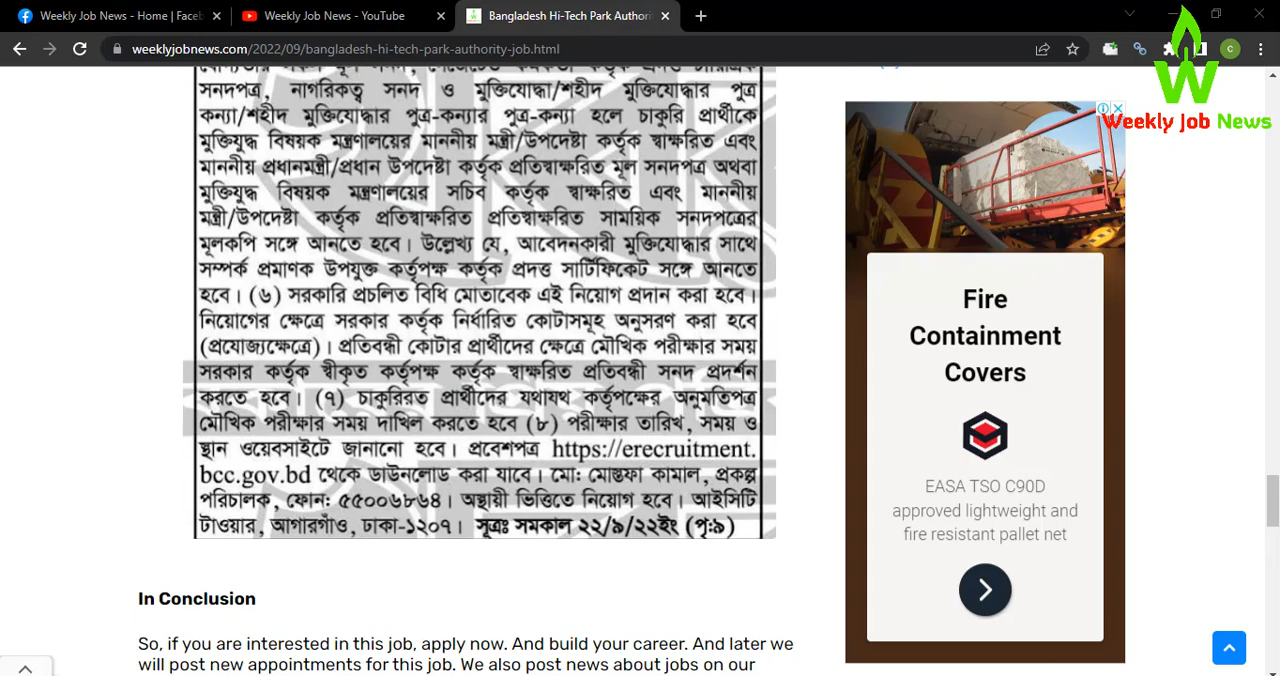 Weekly Job News - Home | Faceb
Weekly Job News - YouTube
Bangladesh Hi-Tech Park Authori
weeklyjobnews.com/2022/09/bangladesh-hi-tech-park-authority-job.html
C
W
Weekly Job News
সনদপত্র, নাগরিকত্ব সনদ ও মুক্তিযোদ্ধা/শহীদ মুক্তিযোদ্ধার পুত্র
কন্যা/শহীদ মুক্তিযোদ্ধার পুত্র-কন্যার পুত্র-কন্যা হলে চাকুরি প্রার্থীকে
মুক্তিযুদ্ধ বিষয়ক মন্ত্রণালয়ের মাননীয় মন্ত্রী/উপদেষ্টা কর্তৃক স্বাক্ষরিত এবং
মাননীয় প্রধানমন্ত্রী/প্রধান উপদেষ্টা কর্তৃক প্রতিস্বাক্ষরিত মূল সনদপত্র অথবা
মুক্তিযুদ্ধ বিষয়ক মন্ত্রণালয়ের সচিব কর্তৃক স্বাক্ষরিত এবং মাননীয়
মন্ত্রী/উপদেষ্টা কর্তৃক প্রতিস্বাক্ষরিত প্রতিস্বাক্ষরিত সাময়িক সনদপত্রের
মূলকপি সঙ্গে আনতে হবে। উল্লেখ্য যে, আবেদনকারী মুক্তিযোদ্ধার সাথে
সম্পর্ক প্রমাণক উপযুক্ত কর্তৃপক্ষ কর্তৃক প্রদত্ত সার্টিফিকেট সঙ্গে আনতে
হবে। (৬) সরকারি প্রচলিত বিধি মোতাবেক এই নিয়োগ প্রদান করা হবে।
নিয়োগের ক্ষেত্রে সরকার কর্তৃক নির্ধারিত কোটাসমূহ অনুসরণ করা হবে
(প্রযোজ্যক্ষেত্রে)। প্রতিবন্ধী কোটার প্রার্থীদের ক্ষেত্রে মৌখিক পরীক্ষার সময়
সরকার কর্তৃক স্বীকৃত কর্তৃপক্ষ কর্তৃক স্বাক্ষরিত প্রতিবন্ধী সনদ প্রদর্শন
করতে হবে। (৭) চাকুরিরত প্রার্থীদের যথাযথ কর্তৃপক্ষের অনুমতিপত্র
মৌখিক পরীক্ষার সময় দাখিল করতে হবে (৮) পরীক্ষার তারিখ, সময় ও
স্থান ওয়েবসাইটে জানানো হবে। প্রবেশপত্র https://erecruitment.
bcc.gov.bd থেকে ডাউনলোড করা যাবে। মো: মোস্তফা কামাল, প্রকল্প
পরিচালক, ফোন: ৫৫০০৬৮৬৪। অস্থায়ী ভিত্তিতে নিয়োগ হবে। আইসিটি
টাওয়ার, আগারগাঁও, ঢাকা-১২০৭। সূত্রঃ সমকাল ২২/৯/২২ইং (পৃ:৯)
Fire
Containment
Covers
EASA TSO C90D
approved lightweight and
fire resistant pallet net
In Conclusion
So, if you are interested in this job, apply now. And build your career. And later we
will post new appointments for this job. We also post news about jobs on our